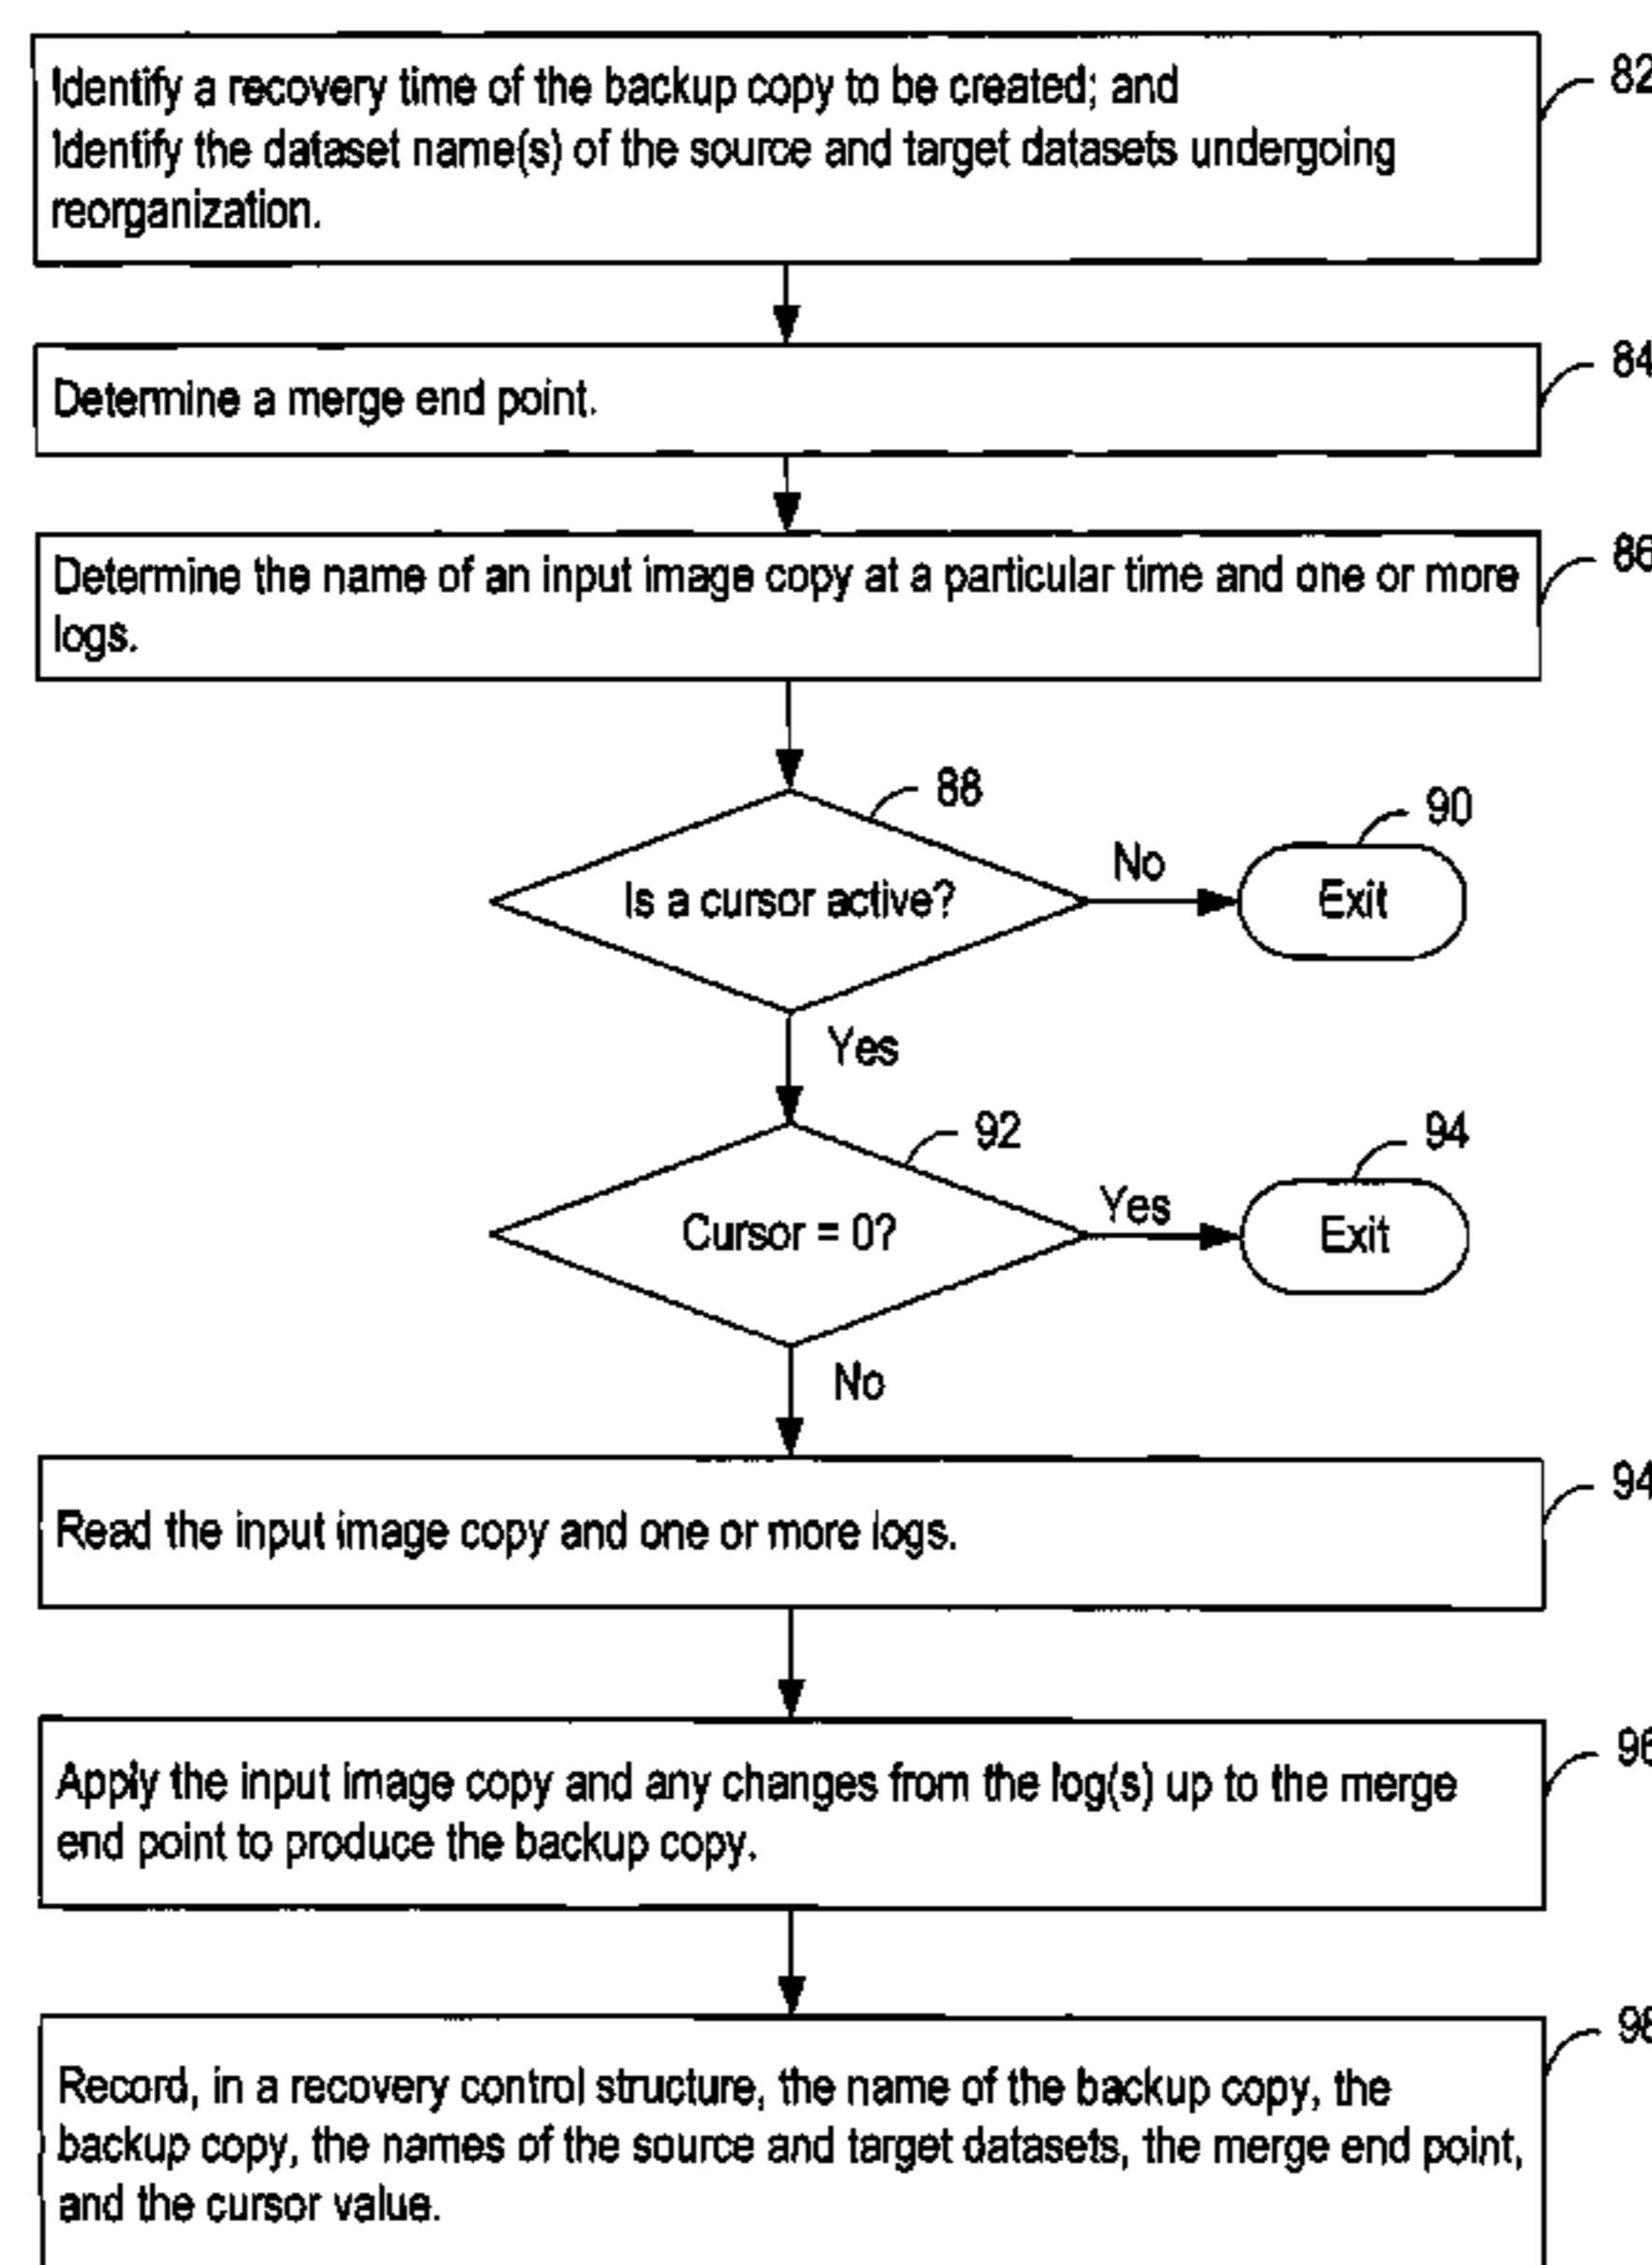 Identify a recovery time of the backup copy to be created; and
Identify the dataset name(s) of the source and target datasets undergoing
reorganization.
82
Determine a merge end point.
84
Determine the name of an input image copy at a particular time and one or more
logs.
86
88
Is a cursor active?
No
90
Exit
Yes
92
Cursor = 0?
Yes
94
Exit
No
Read the input image copy and one or more logs.
94
Apply the input image copy and any changes from the log(s) up to the merge
end point to produce the backup copy.
96
Record, in a recovery control structure, the name of the backup copy, the
backup copy, the names of the source and target datasets, the merge end point,
and the cursor value.
98